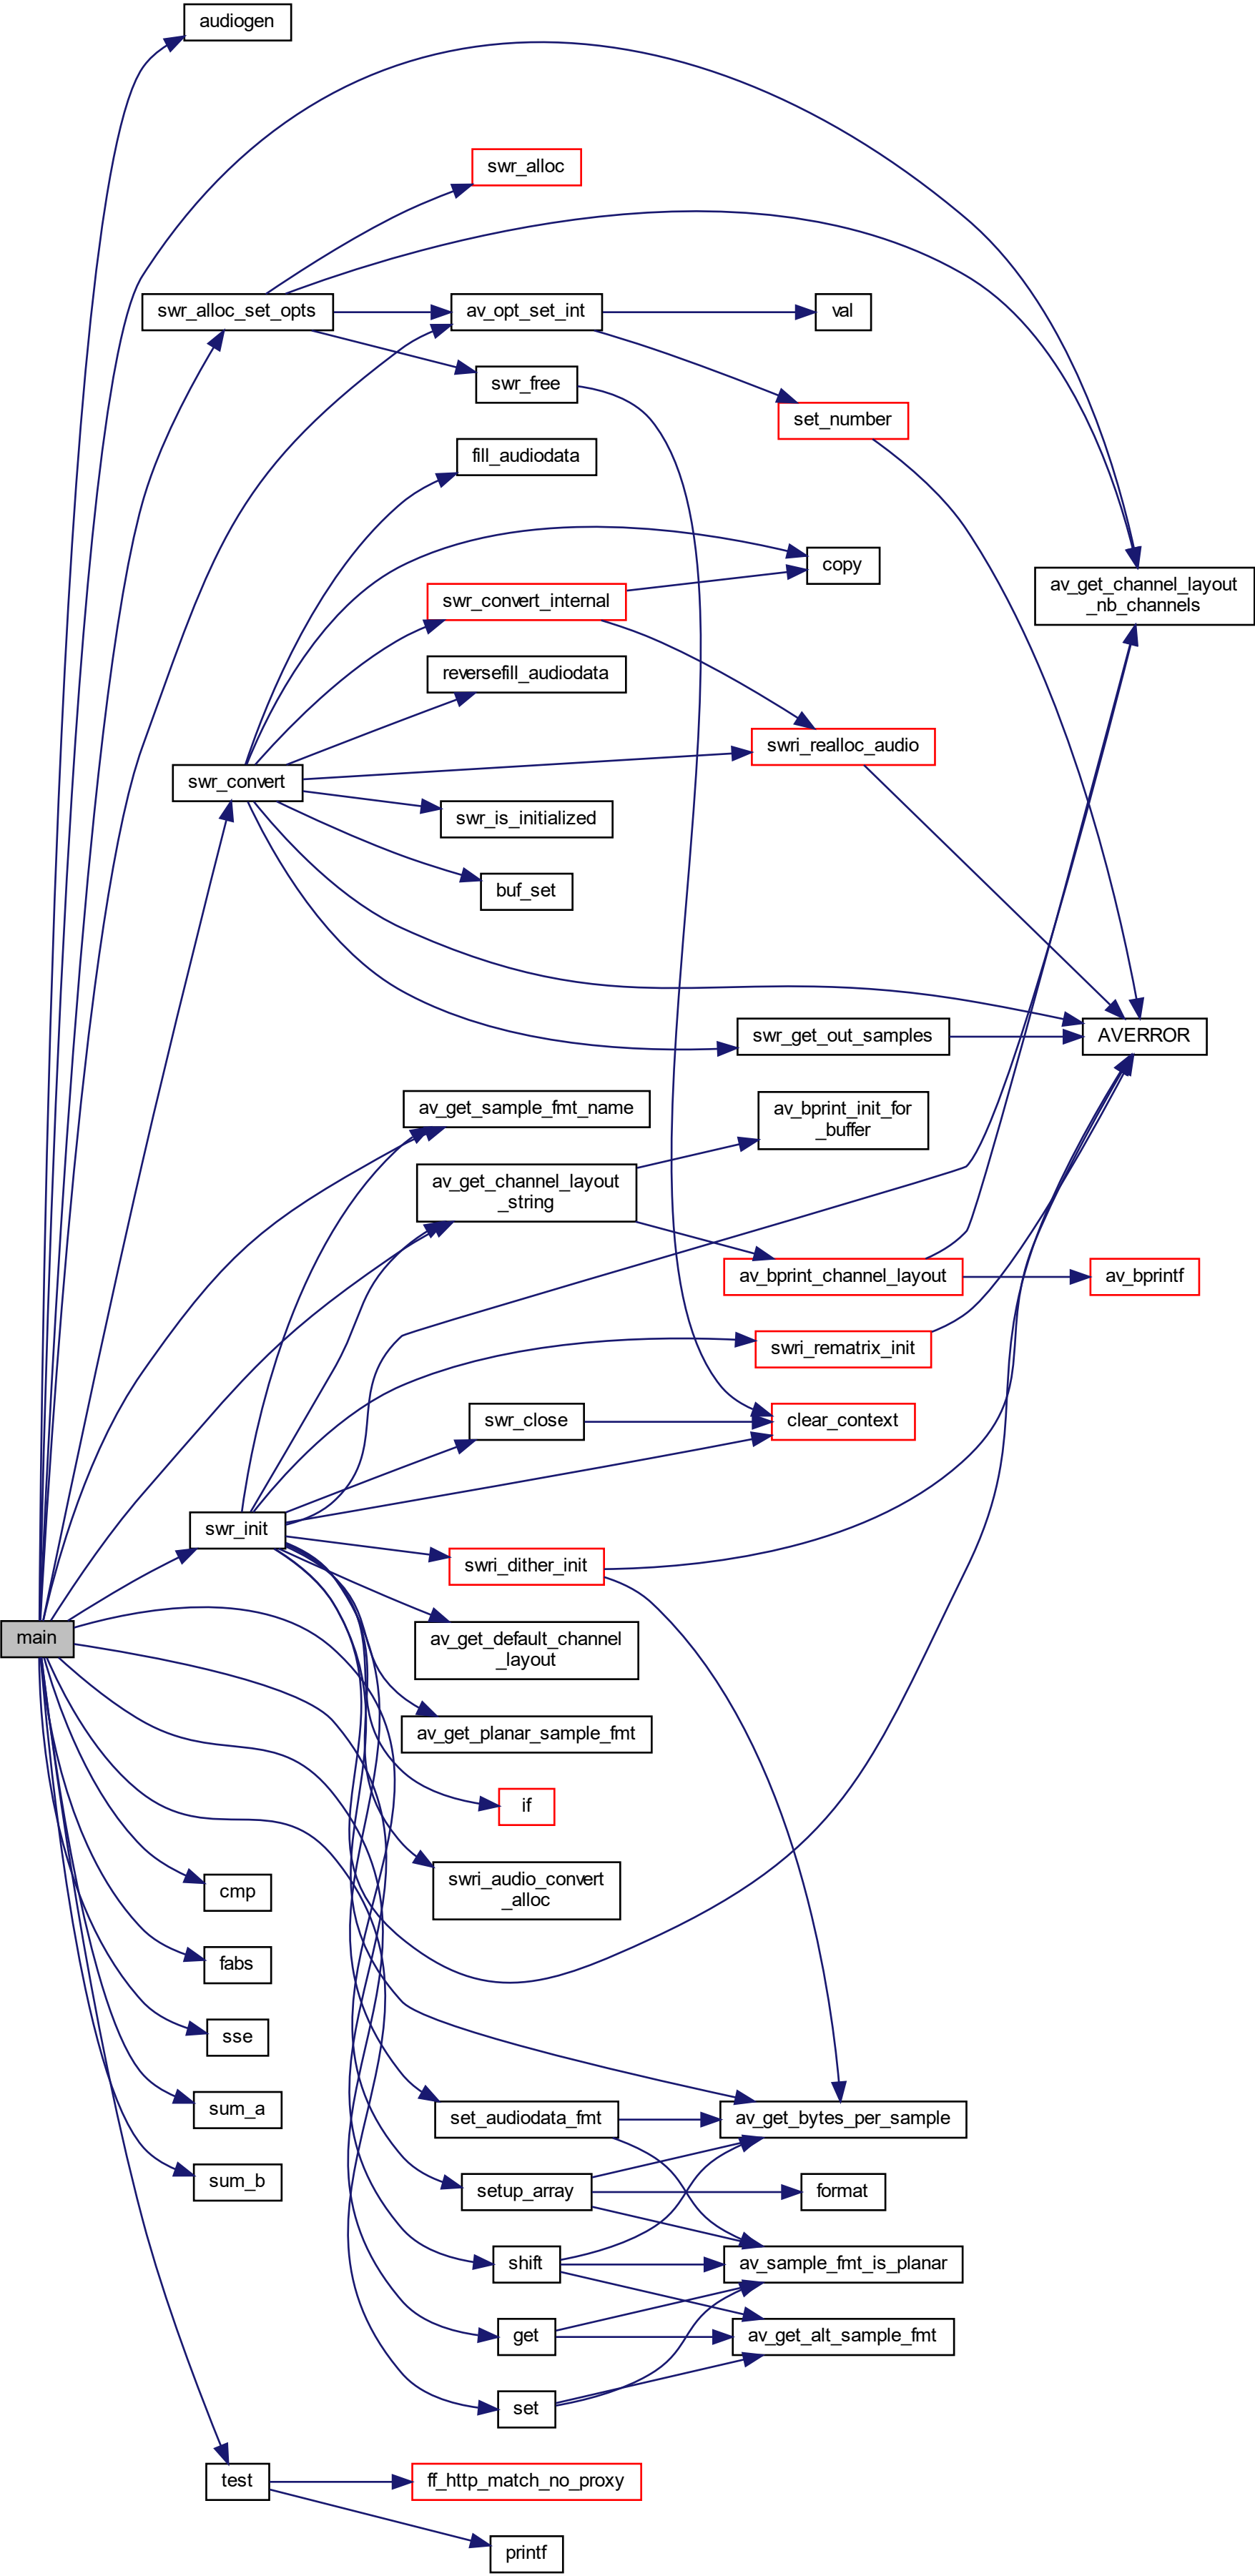 audiogen
swr_alloc
swr_alloc_set_opts
av_opt_set_int
val
swr_free
set_number
fill_audiodata
copy
av_get_channel_layout
_nb_channels
swr_convert_internal
reversefill_audiodata
swri_realloc_audio
swr_convert
swr_is_initialized
buf_set
swr_get_out_samples
AVERROR
av_get_sample_fmt_name
av_bprint_init_for
_buffer
av_get_channel_layout
_string
av_bprint_channel_layout
av_bprintf
swri_rematrix_init
swr_close
clear_context
swr_init
swri_dither_init
main
av_get_default_channel
_layout
av_get_planar_sample_fmt
if
cmp
swri_audio_convert
_alloc
fabs
sse
sum_a
set_audiodata_fmt
av_get_bytes_per_sample
sum_b
setup_array
format
shift
av_sample_fmt_is_planar
get
av_get_alt_sample_fmt
set
test
ff_http_match_no_proxy
printf